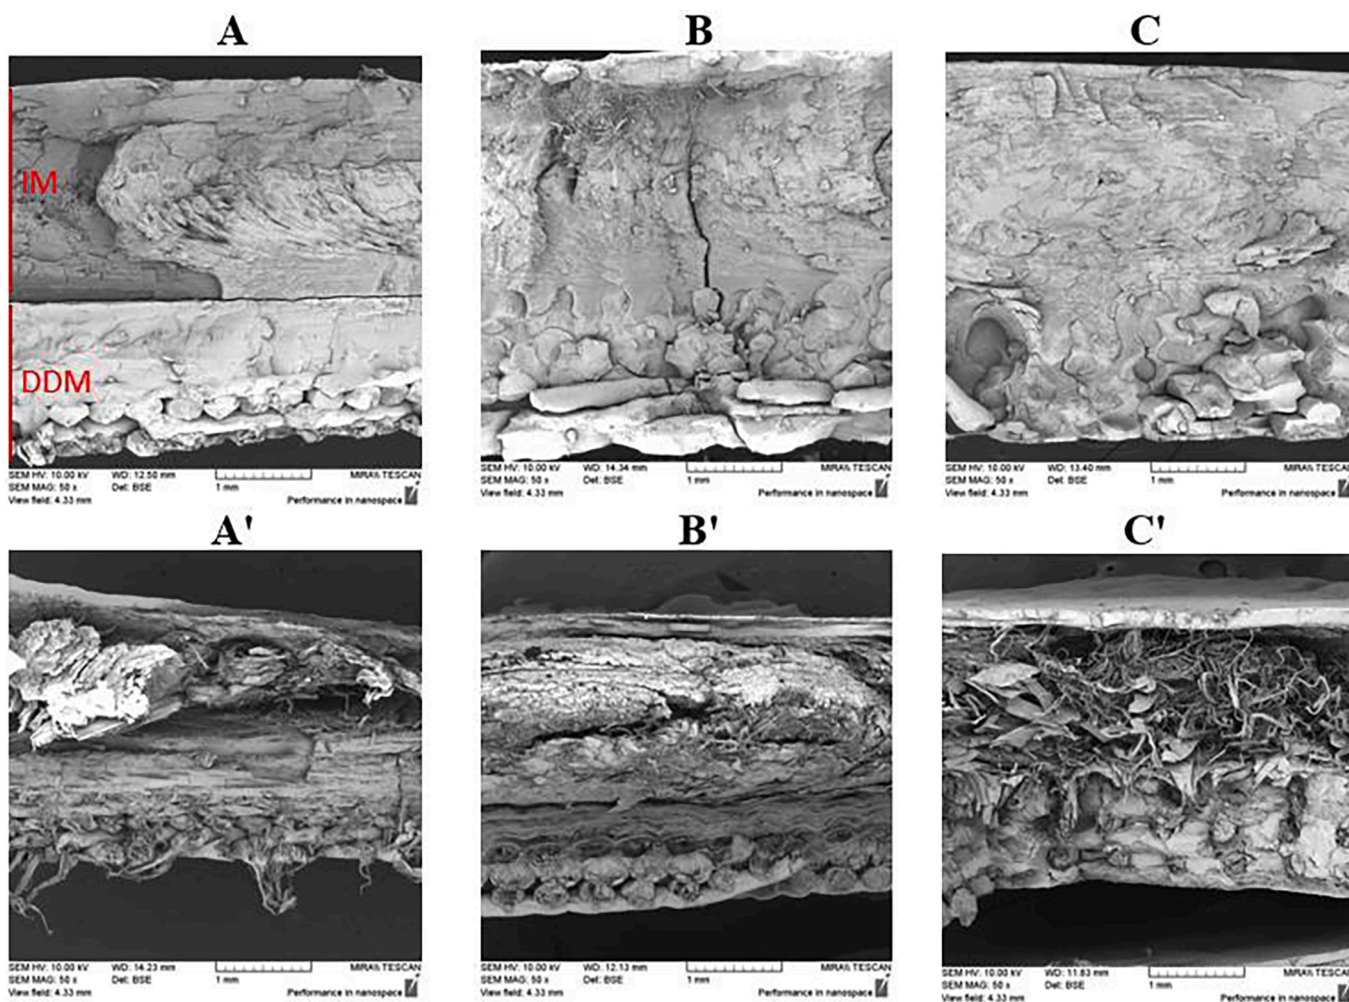 A
B
C
IM
DDM
SEM HV: 10.00 kV WD: 12.50 mm MIRA\\ TESCAN
SEM MAG: 50 x Det: BSE 1 mm
View field: 4.33 mm Performance in nanospace
SEM HV: 10.00 kV WD: 14.34 mm MIRA\\ TESCAN
SEM MAG: 50 x Det: BSE 1 mm
View field: 4.33 mm Performance in nanospace
SEM HV: 10.00 kV WD: 13.40 mm MIRA\\ TESCAN
SEM MAG: 50 x Det: BSE 1 mm
View field: 4.33 mm Performance in nanospace
A'
B'
C'
SEM HV: 10.00 kV WD: 14.23 mm MIRA\\ TESCAN
SEM MAG: 50 x Det: BSE 1 mm
View field: 4.33 mm Performance in nanospace
SEM HV: 10.00 kV WD: 12.13 mm MIRA\\ TESCAN
SEM MAG: 50 x Det: BSE 1 mm
View field: 4.33 mm Performance in nanospace
SEM HV: 10.00 kV WD: 11.83 mm MIRA\\ TESCAN
SEM MAG: 50 x Det: BSE 1 mm
View field: 4.33 mm Performance in nanospace